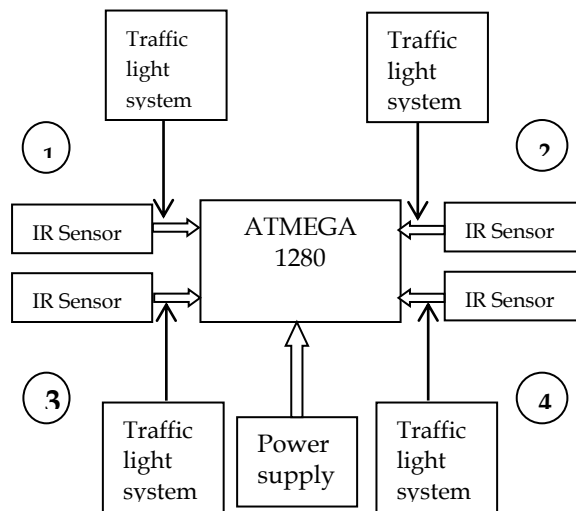 Traffic
light
system
Traffic
light
system
1
2
IR Sensor
ATMEGA
1280
IR Sensor
IR Sensor
IR Sensor
3
4
Traffic
light
system
Power
supply
Traffic
light
system